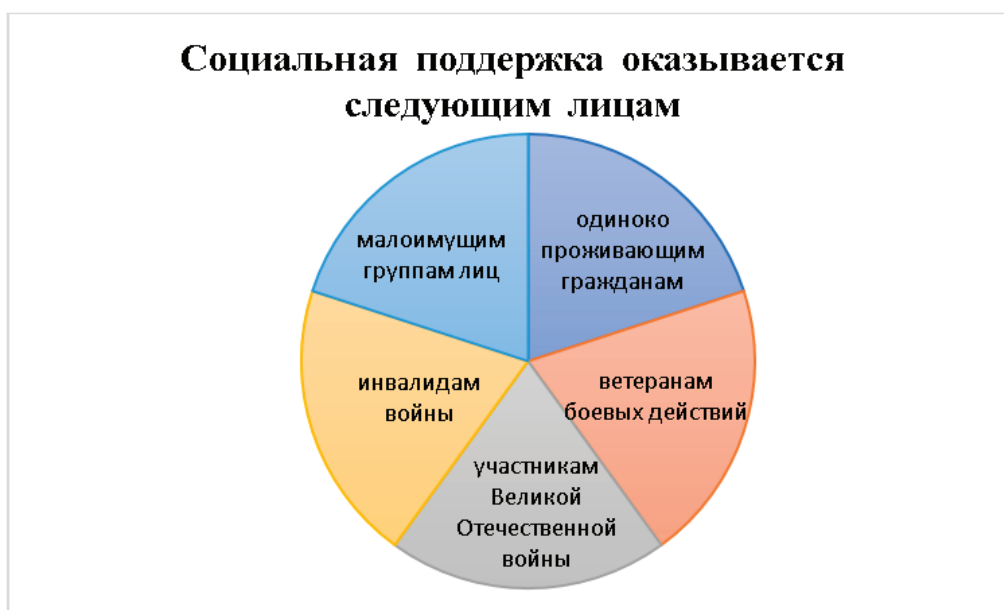 Социальная поддержка оказывается
следующим лицам
одиноко
проживающим
гражданам
ветеранам
боевых действий
участникам
Великой
Отечественной
войны
инвалидам
войны
малоимущим
группам лиц